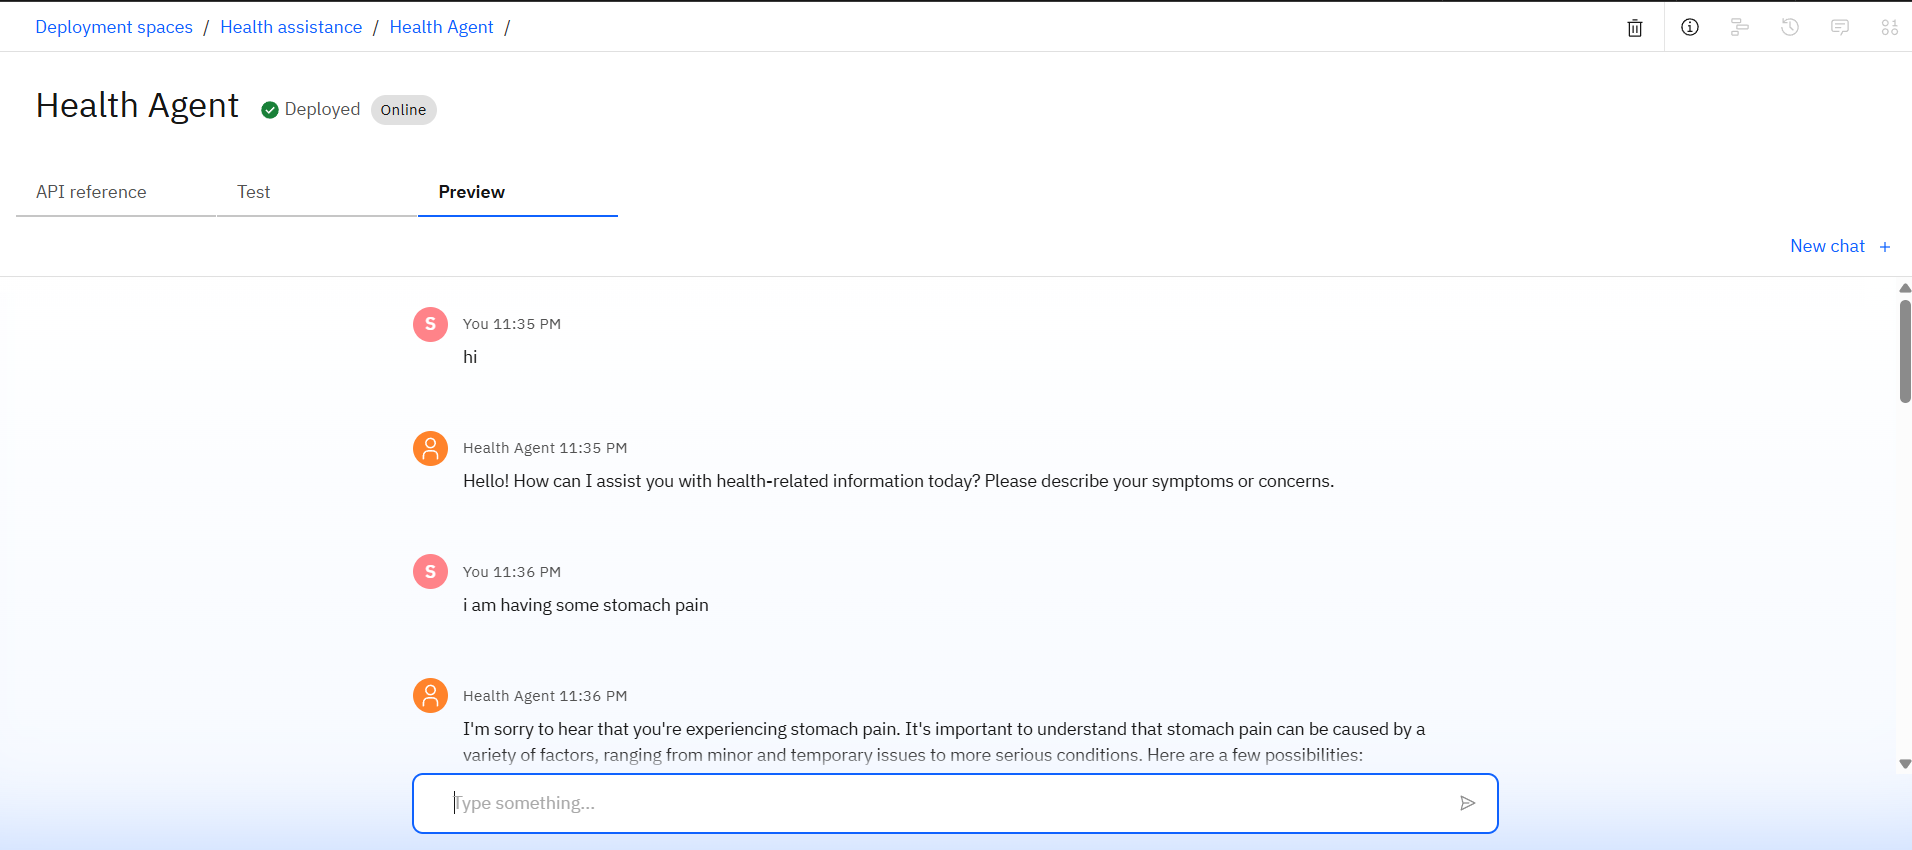 Deployment spaces / Health assistance / Health Agent /
Health Agent Deployed Online
API reference Test Preview
New chat +
S You 11:35 PM
hi
Health Agent 11:35 PM
Hello! How can I assist you with health-related information today? Please describe your symptoms or concerns.
S You 11:36 PM
i am having some stomach pain
Health Agent 11:36 PM
I'm sorry to hear that you're experiencing stomach pain. It's important to understand that stomach pain can be caused by a
variety of factors, ranging from minor and temporary issues to more serious conditions. Here are a few possibilities:
Type something...